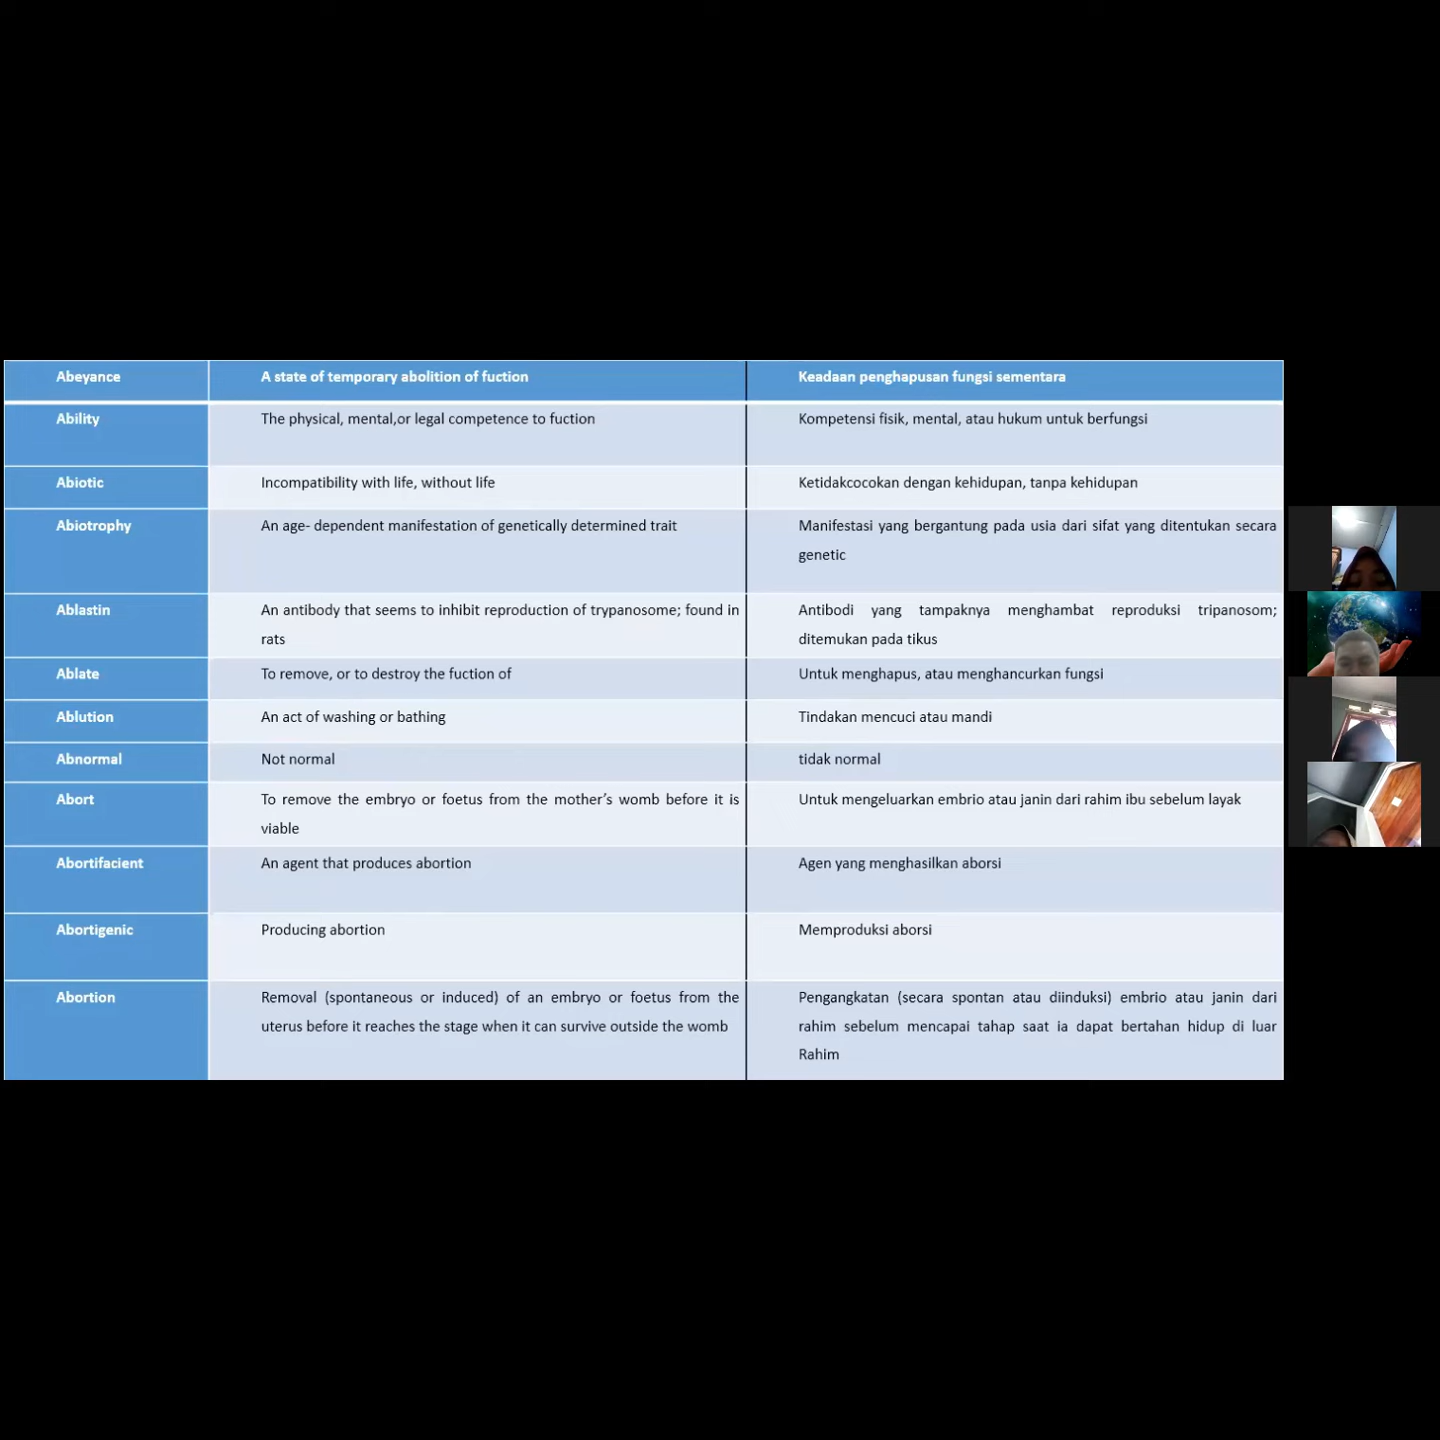 Abeyance
A state of temporary abolition of fuction
Keadaan penghapusan fungsi sementara
Ability
The physical, mental,or legal competence to fuction
Kompetensi fisik, mental, atau hukum untuk berfungsi
Abiotic
Incompatibility with life, without life
Ketidakcocokan dengan kehidupan, tanpa kehidupan
Abiotrophy
An age- dependent manifestation of genetically determined trait
Manifestasi yang bergantung pada usia dari sifat yang ditentukan secara
genetic
Ablastin
An antibody that seems to inhibit reproduction of trypanosome; found in
rats
Antibodi yang tampaknya menghambat reproduksi tripanosom;
ditemukan pada tikus
Ablate
To remove, or to destroy the fuction of
Untuk menghapus, atau menghancurkan fungsi
Ablution
An act of washing or bathing
Tindakan mencuci atau mandi
Abnormal
Not normal
tidak normal
Abort
To remove the embryo or foetus from the mother’s womb before it is
viable
Untuk mengeluarkan embrio atau janin dari rahim ibu sebelum layak
Abortifacient
An agent that produces abortion
Agen yang menghasilkan aborsi
Abortigenic
Producing abortion
Memproduksi aborsi
Abortion
Removal (spontaneous or induced) of an embryo or foetus from the
uterus before it reaches the stage when it can survive outside the womb
Pengangkatan (secara spontan atau diinduksi) embrio atau janin dari
rahim sebelum mencapai tahap saat ia dapat bertahan hidup di luar
Rahim